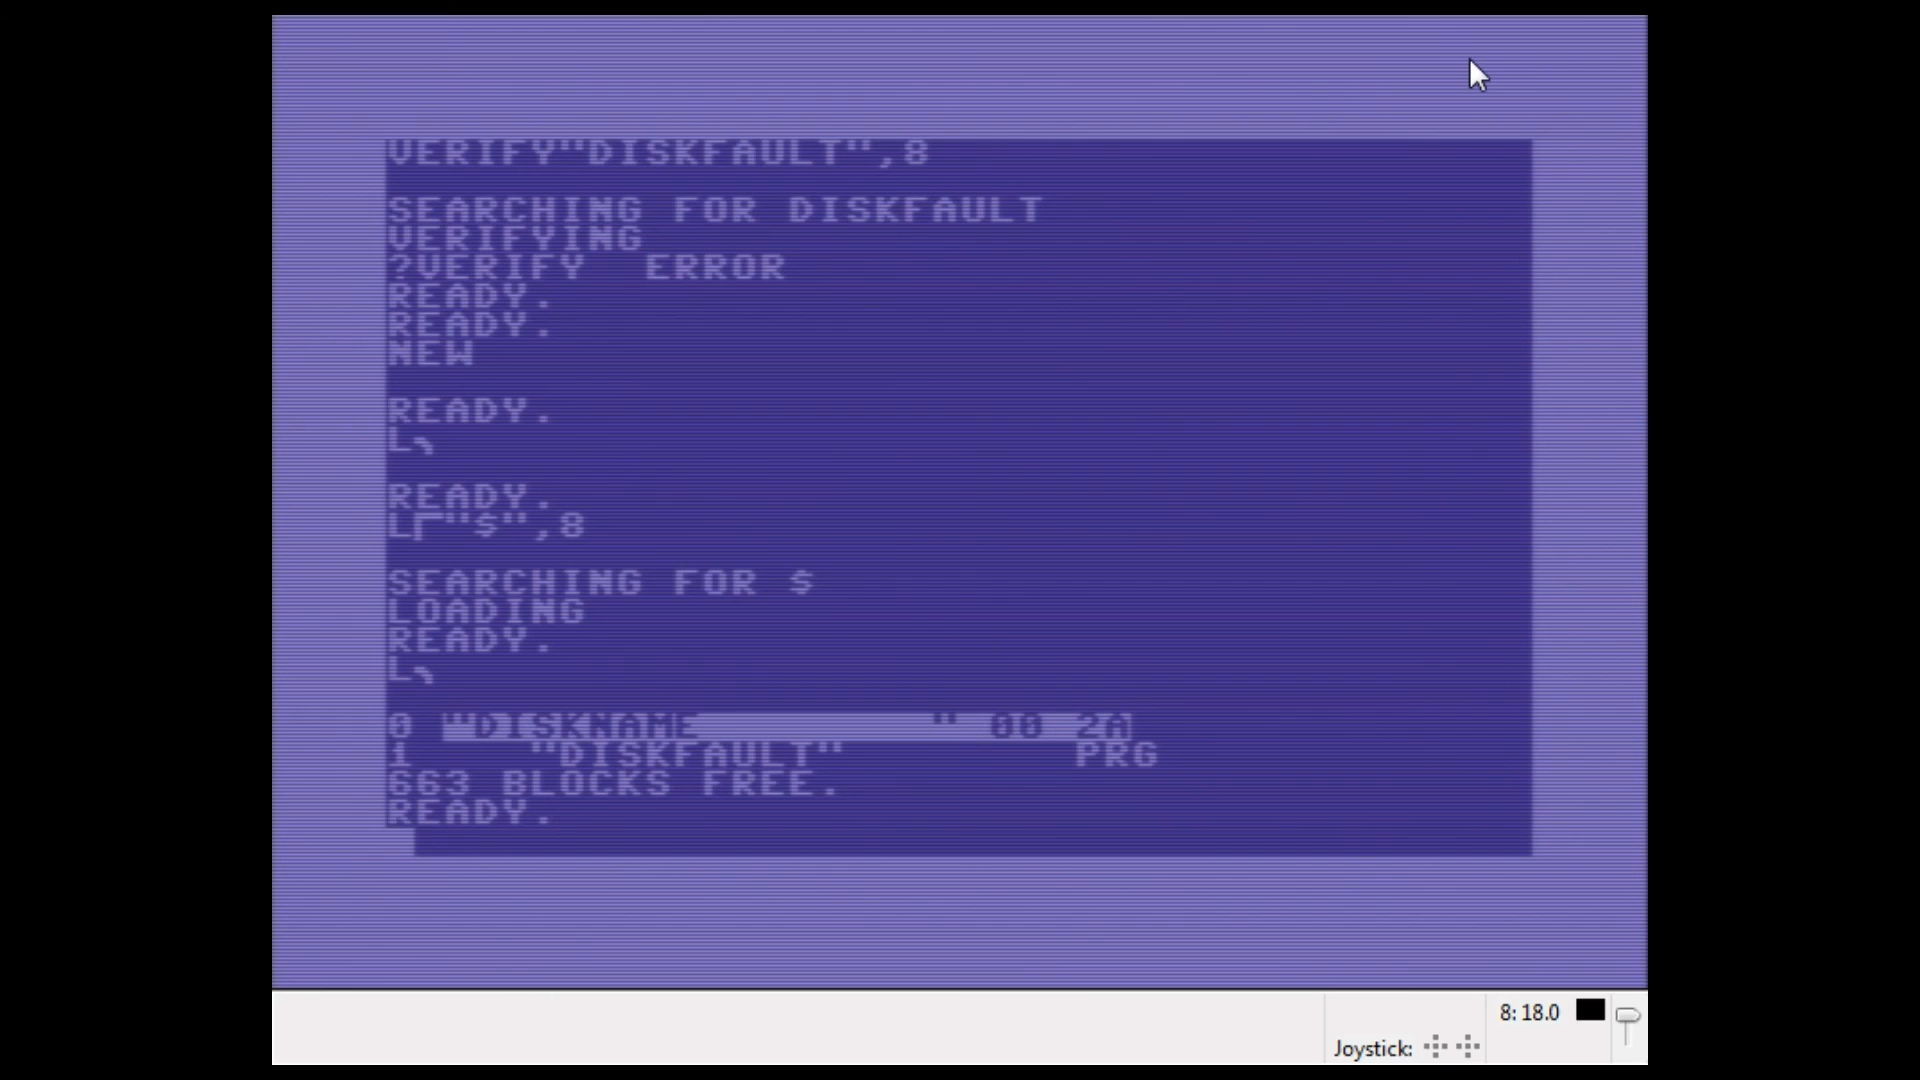 VERIFY"DISKFAULT",8
SEARCHING FOR DISKFAULT
VERIFYING
?VERIFY  ERROR
READY.
READY.
NEW
READY.
L╮
READY.
L┌"$",8
SEARCHING FOR $
LOADING
READY.
L╮
0 "DISKNAME        " 00 2A
1    "DISKFAULT"        PRG
663 BLOCKS FREE.
READY.
8: 18.0
Joystick: